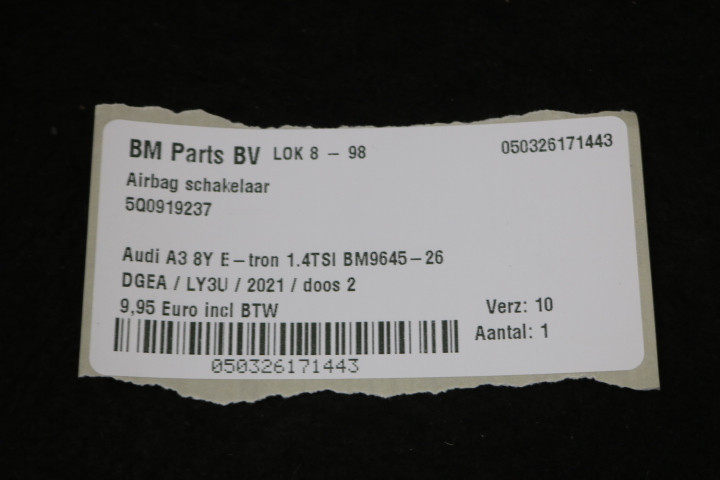 BM Parts BV LOK 8 - 98 050326171443
Airbag schakelaar
5Q0919237
Audi A3 8Y E-tron 1.4TSI BM9645-26
DGEA / LY3U / 2021 / doos 2
9,95 Euro incl BTW Verz: 10
Aantal: 1
050326171443